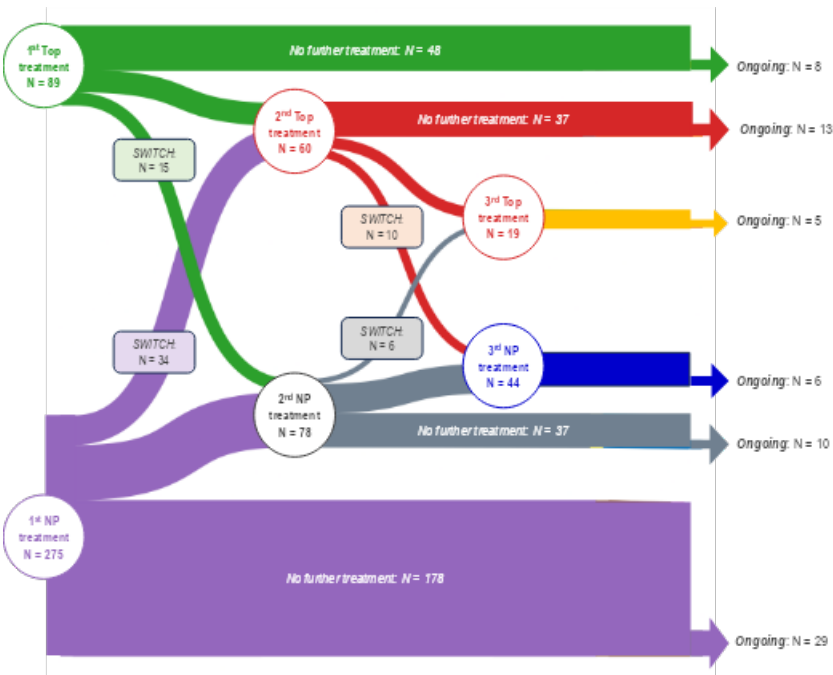 1st Top
treatment
N = 89
No further treatment: N = 48
Ongoing: N = 8
2nd Top
treatment
N = 60
No further treatment: N = 37
Ongoing: N = 13
SWITCH:
N = 15
3rd Top
treatment
N = 19
SWITCH:
N = 10
Ongoing: N = 5
SWITCH:
N = 34
SWITCH:
N = 6
3rd NP
treatment
N = 44
Ongoing: N = 6
2nd NP
treatment
N = 78
No further treatment: N = 37
Ongoing: N = 10
1st NP
treatment
N = 275
No further treatment: N = 178
Ongoing: N = 29